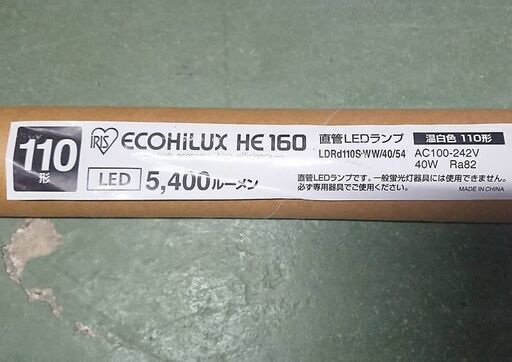 110
形
IRIS
ECOHiLUX HE 160
LED
5,400ルーメン
直管LEDランプ
温白色 110形
LDRd110S・WW/40/54
AC100-242V
40W Ra82
直管LEDランプです。一般蛍光灯器具には使用できません。
必ず専用器具でご使用ください。
MADE IN CHINA